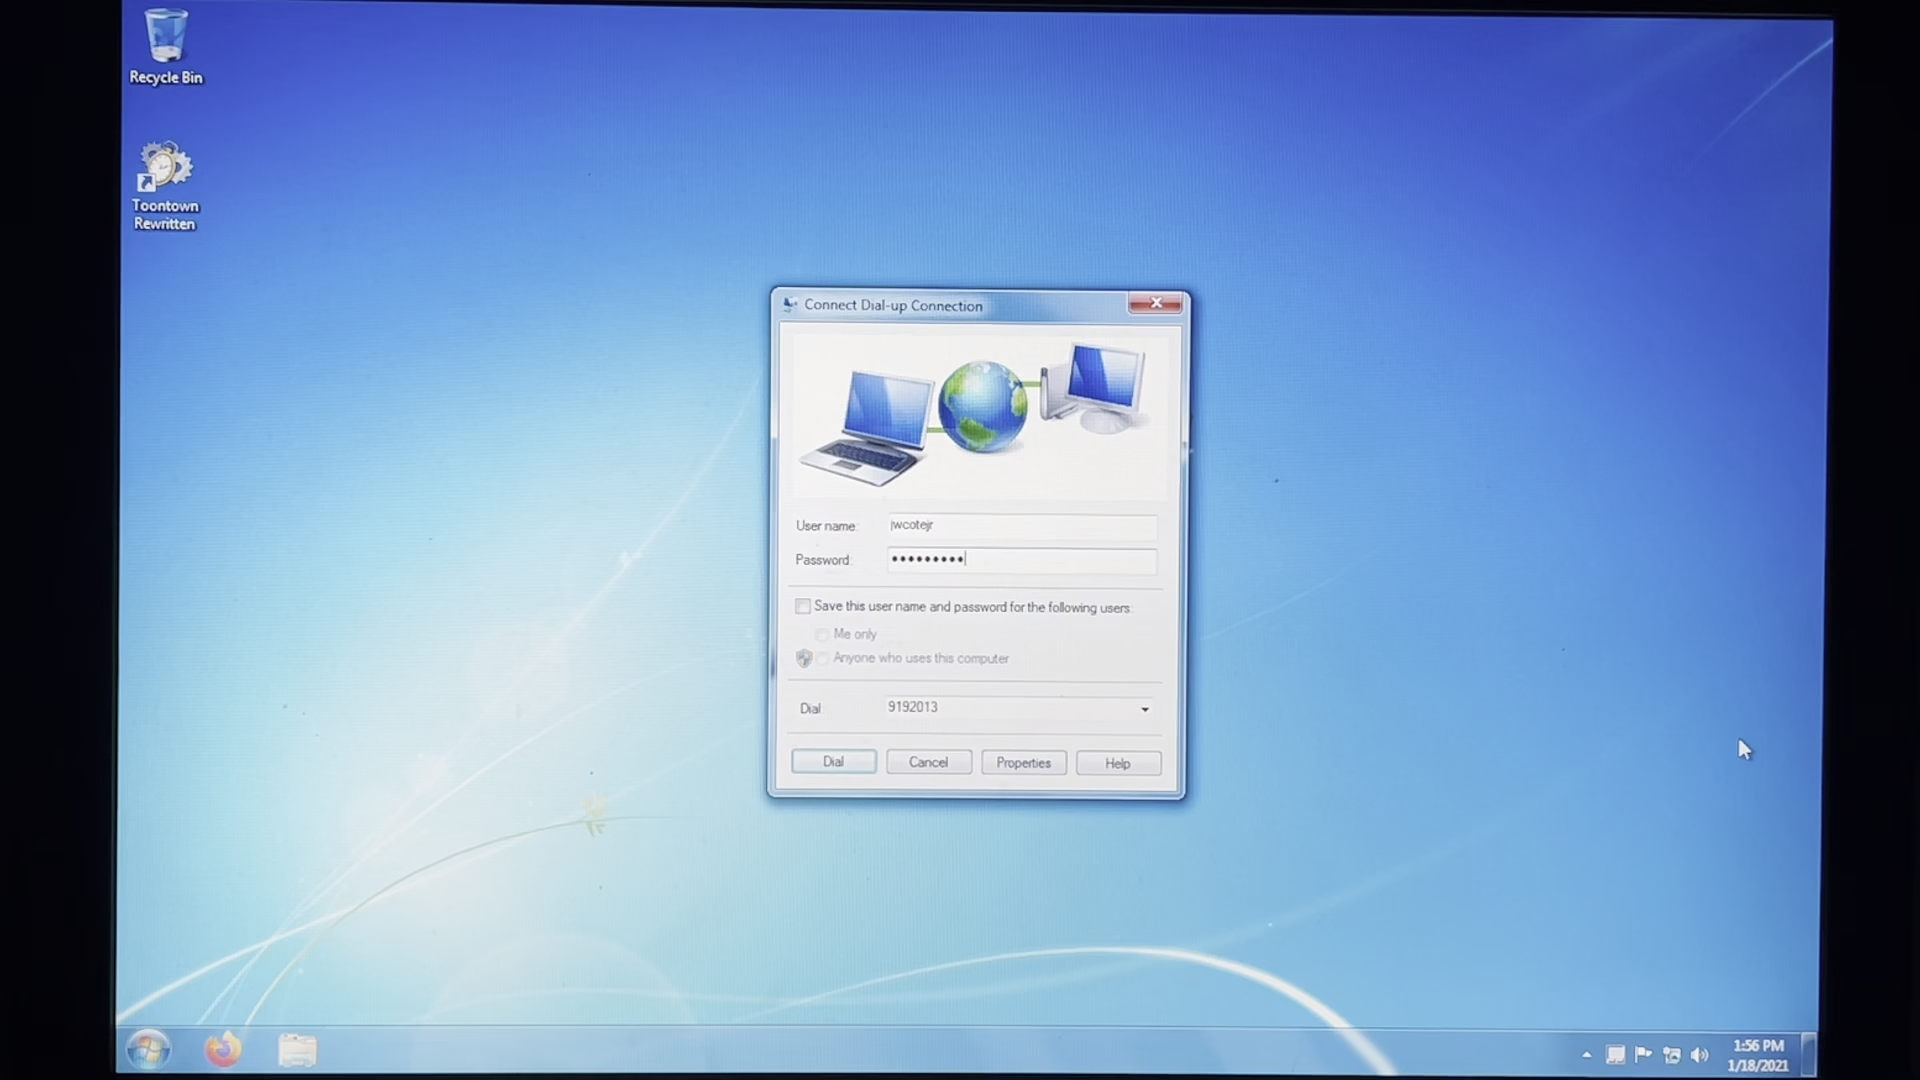 Recycle Bin
Toontown
Rewritten
Connect Dial-up Connection
User name: jwcotejr
Password: •••••••••
Save this user name and password for the following users:
Me only
Anyone who uses this computer
Dial 9192013
Dial Cancel Properties Help
1:56 PM
1/18/2021